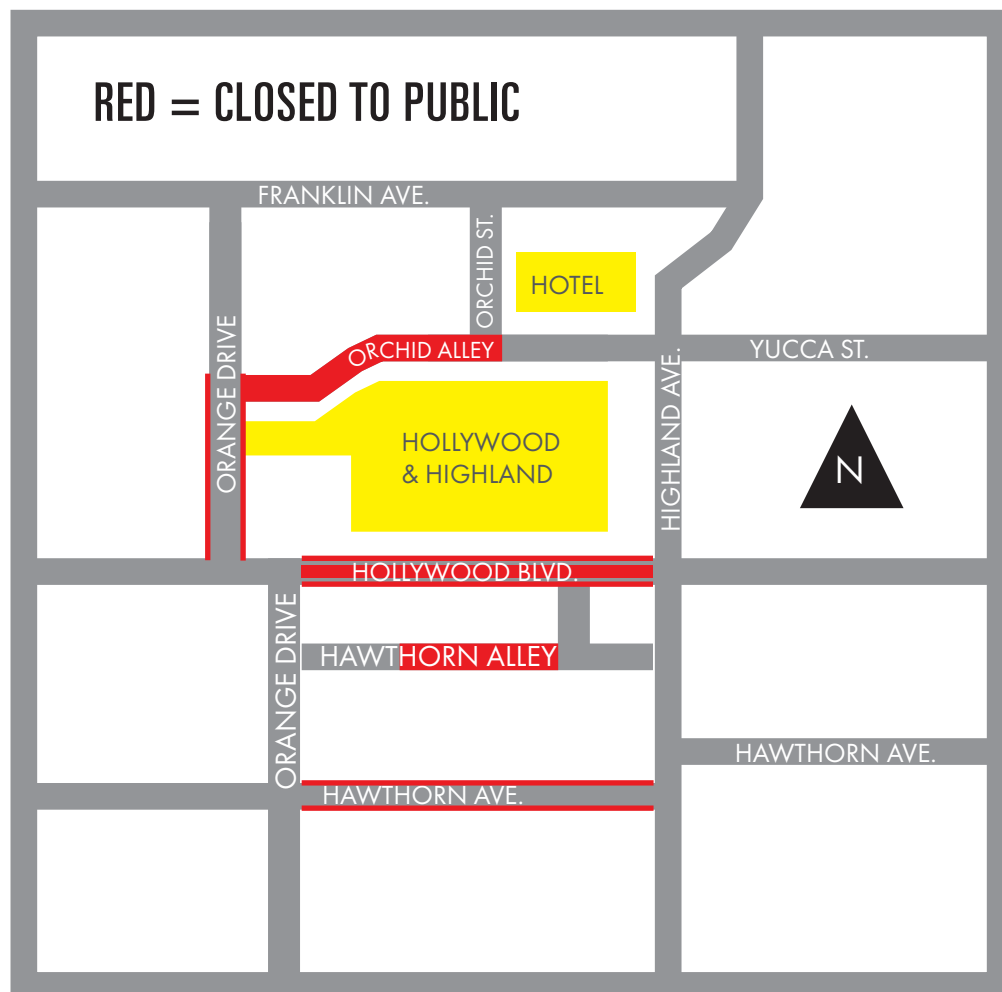 RED = CLOSED TO PUBLIC
FRANKLIN AVE.
ORCHID ST.
HOTEL
ORANGE DRIVE
ORCHID ALLEY
YUCCA ST.
HIGHLAND AVE.
HOLLYWOOD
& HIGHLAND
N
HOLLYWOOD BLVD.
ORANGE DRIVE
HAWTHORN ALLEY
HAWTHORN AVE.
HAWTHORN AVE.